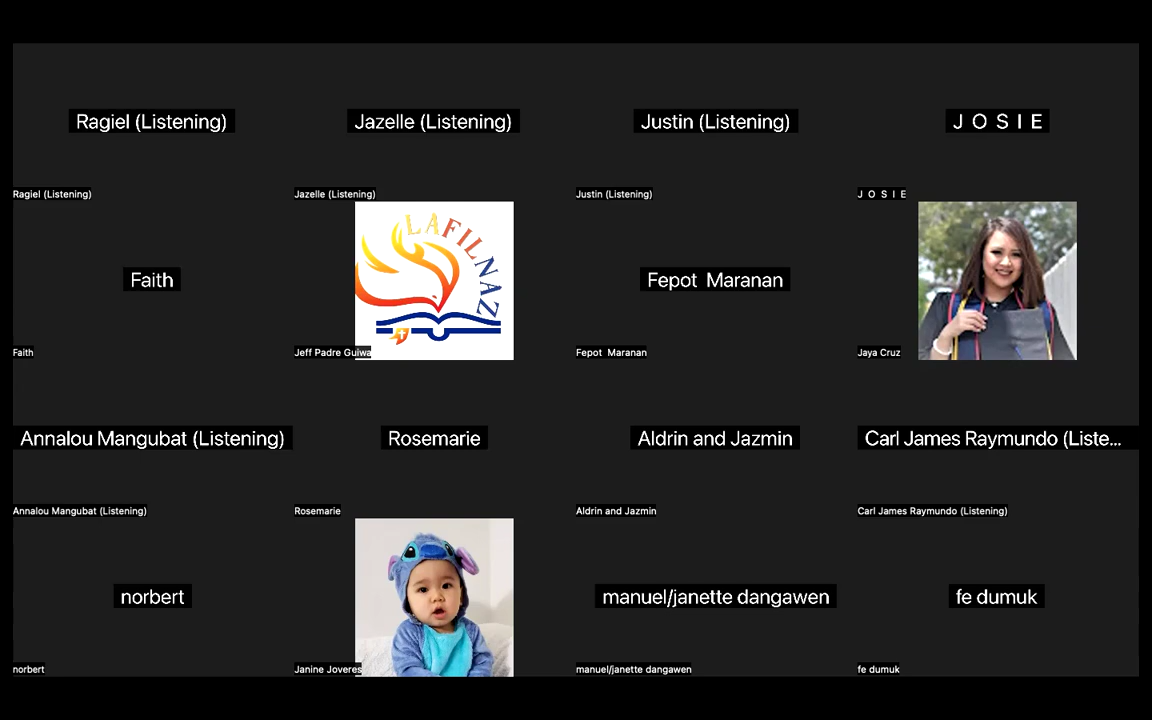 Ragiel (Listening)
Jazelle (Listening)
Justin (Listening)
J O S I E
Ragiel (Listening)
Jazelle (Listening)
Justin (Listening)
J O S I E
Faith
LAFILNAZ
Fepot Maranan
Faith
Jeff Padre Guiwa
Fepot Maranan
Jaya Cruz
Annalou Mangubat (Listening)
Rosemarie
Aldrin and Jazmin
Carl James Raymundo (Liste...
Annalou Mangubat (Listening)
Rosemarie
Aldrin and Jazmin
Carl James Raymundo (Listening)
norbert
manuel/janette dangawen
fe dumuk
norbert
Janine Joveres
manuel/janette dangawen
fe dumuk